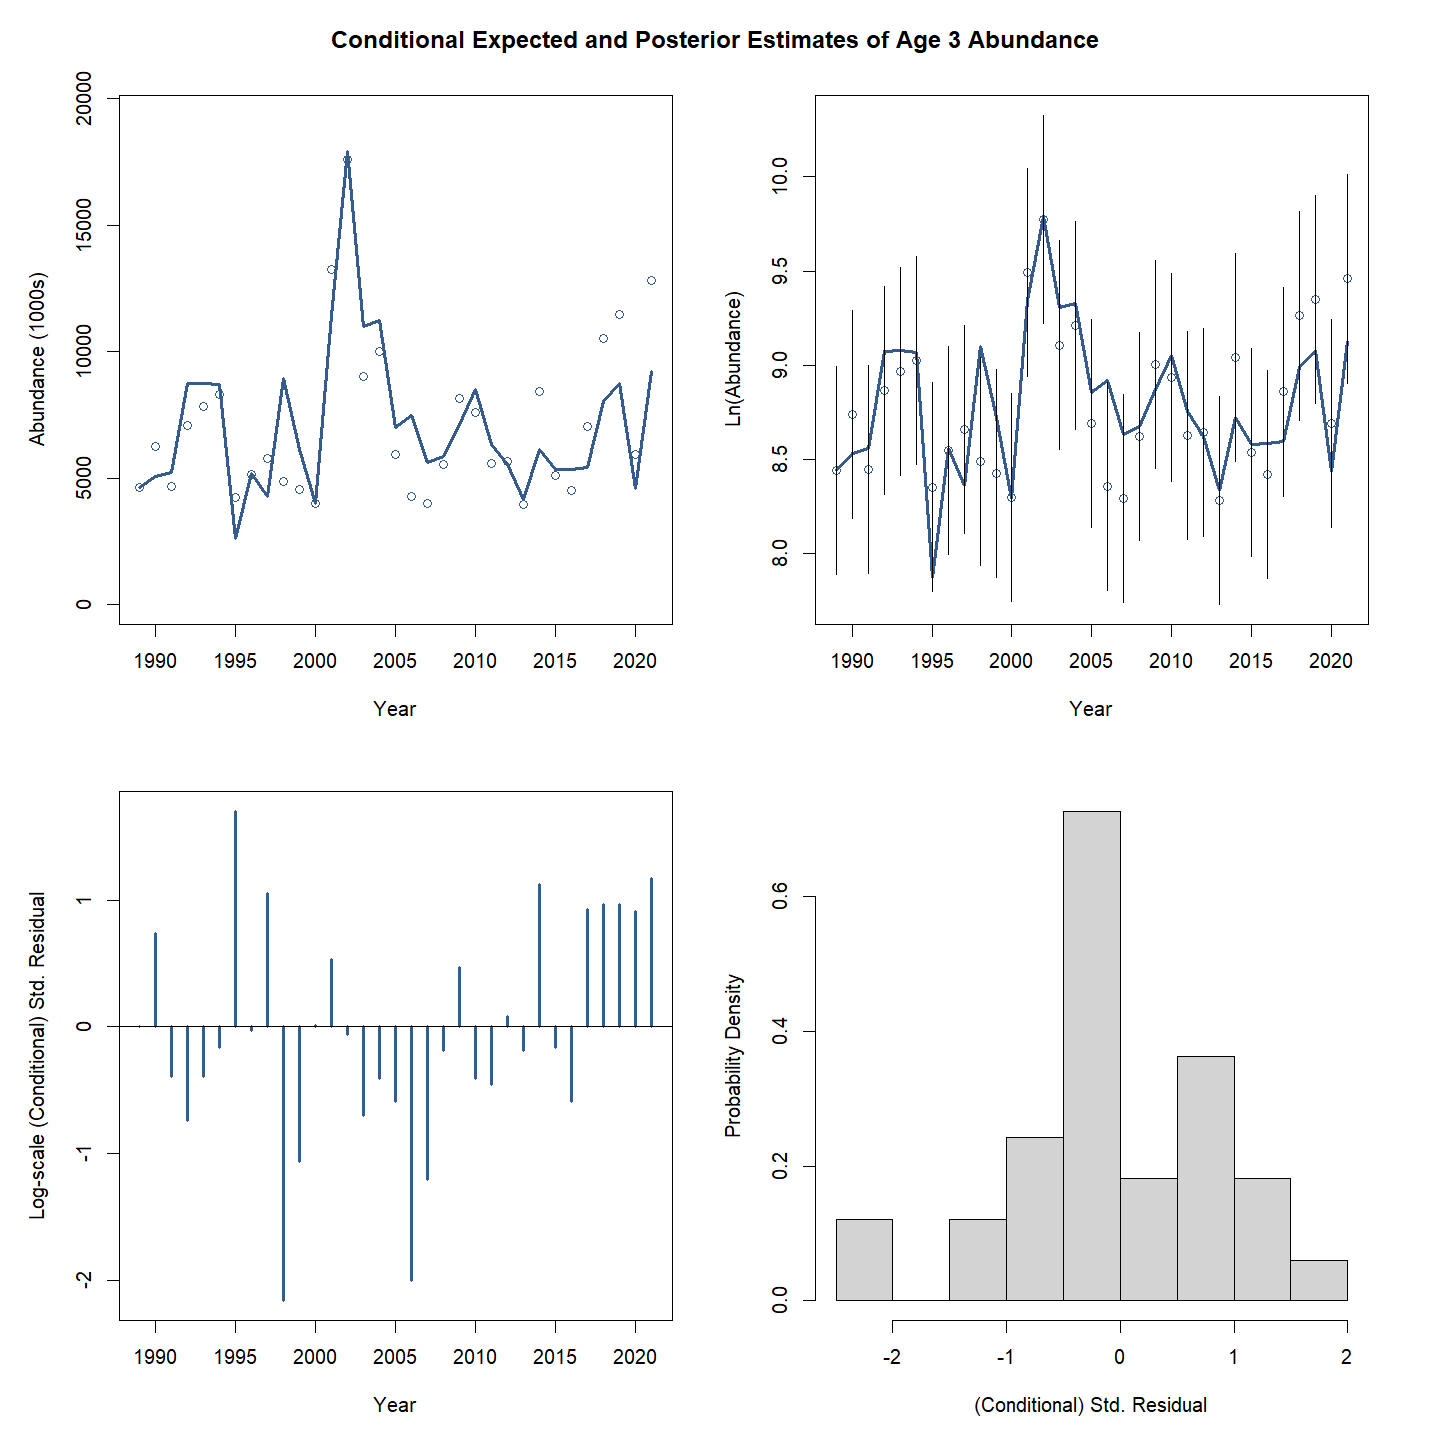 Conditional Expected and Posterior Estimates of Age 3 Abundance
Abundance (1000s)
20000
15000
10000
5000
0
1990 1995 2000 2005 2010 2015 2020
Year
Ln(Abundance)
10.0
9.5
9.0
8.5
8.0
1990 1995 2000 2005 2010 2015 2020
Year
Log-scale (Conditional) Std. Residual
1
0
-1
-2
1990 1995 2000 2005 2010 2015 2020
Year
Probability Density
0.6
0.4
0.2
0.0
-2 -1 0 1 2
(Conditional) Std. Residual